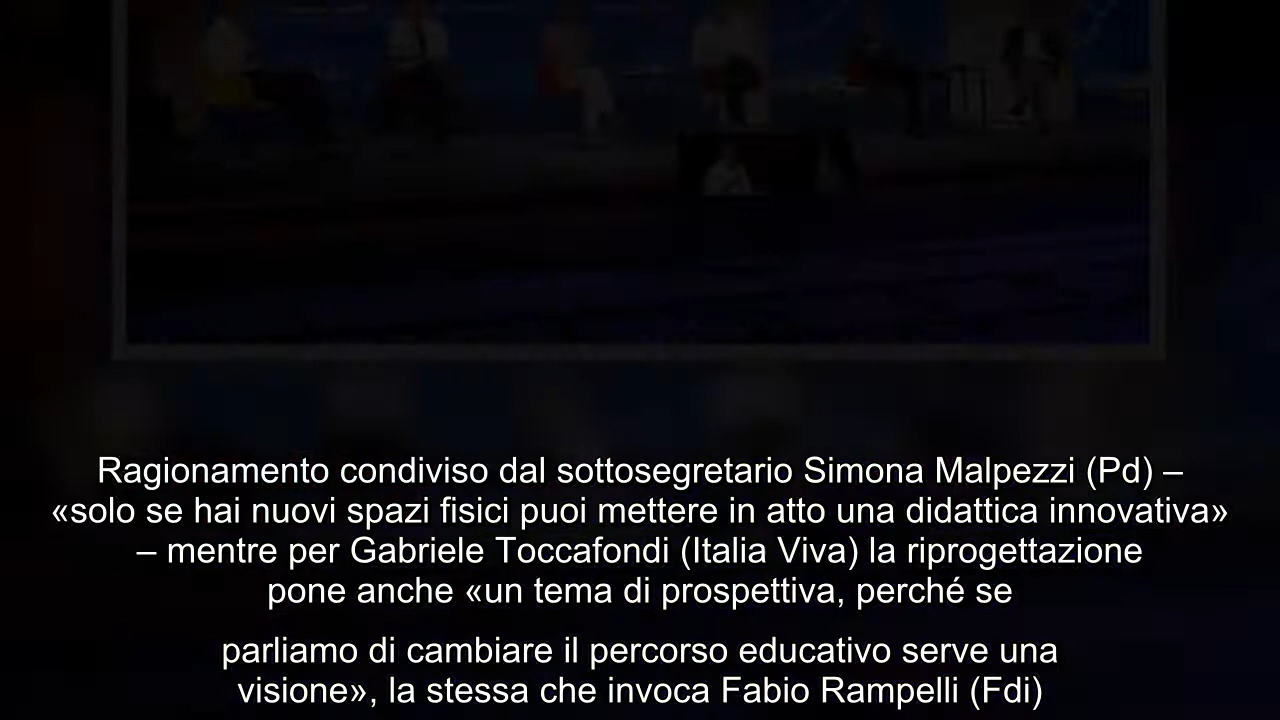 Ragionamento condiviso dal sottosegretario Simona Malpezzi (Pd) –
«solo se hai nuovi spazi fisici puoi mettere in atto una didattica innovativa»
– mentre per Gabriele Toccafondi (Italia Viva) la riprogettazione
pone anche «un tema di prospettiva, perché se
parliamo di cambiare il percorso educativo serve una
visione», la stessa che invoca Fabio Rampelli (Fdi)